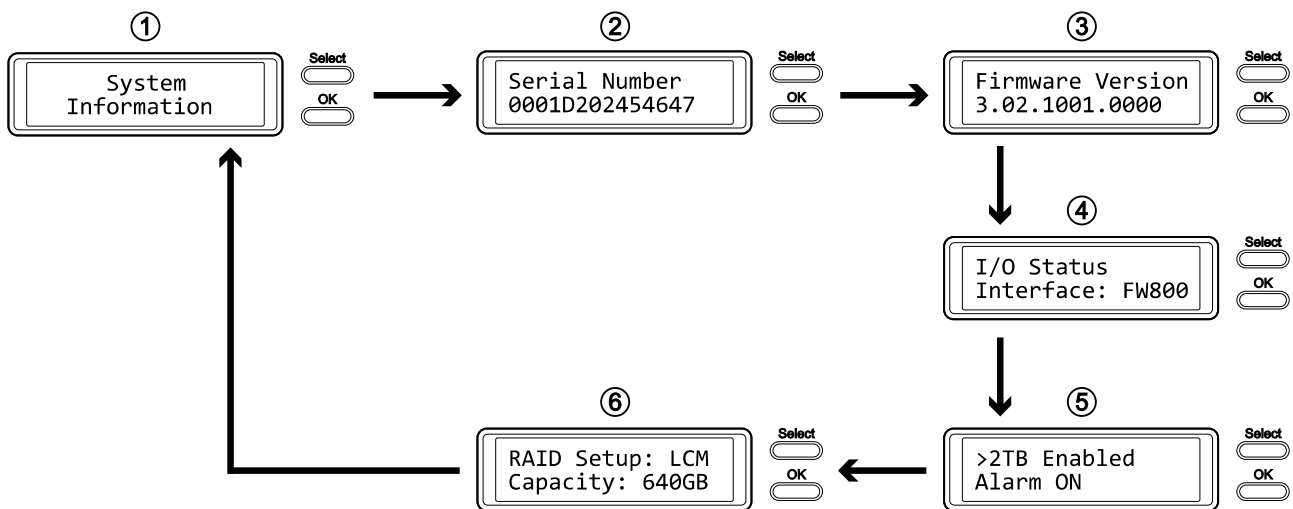 ①
System
Information
Select
OK
②
Serial Number
0001D202454647
Select
OK
③
Firmware Version
3.02.1001.0000
Select
OK
④
I/O Status
Interface: FW800
Select
OK
⑤
>2TB Enabled
Alarm ON
Select
OK
⑥
RAID Setup: LCM
Capacity: 640GB
Select
OK